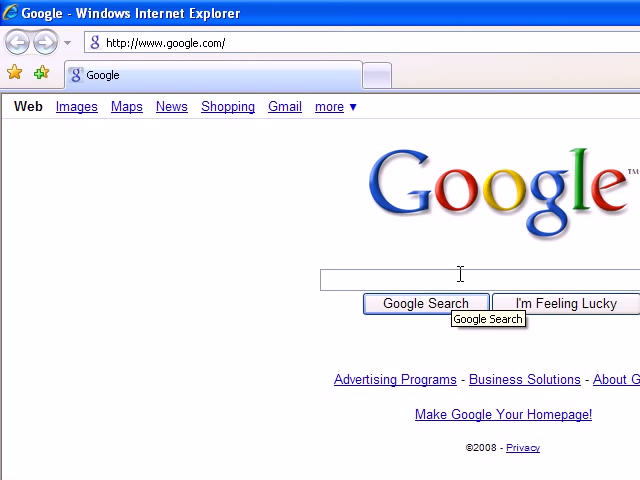 Google - Windows Internet Explorer
http://www.google.com/
Google
Web Images Maps News Shopping Gmail more ▼
Google™
Google Search I'm Feeling Lucky
Google Search
Advertising Programs - Business Solutions - About G
Make Google Your Homepage!
©2008 - Privacy